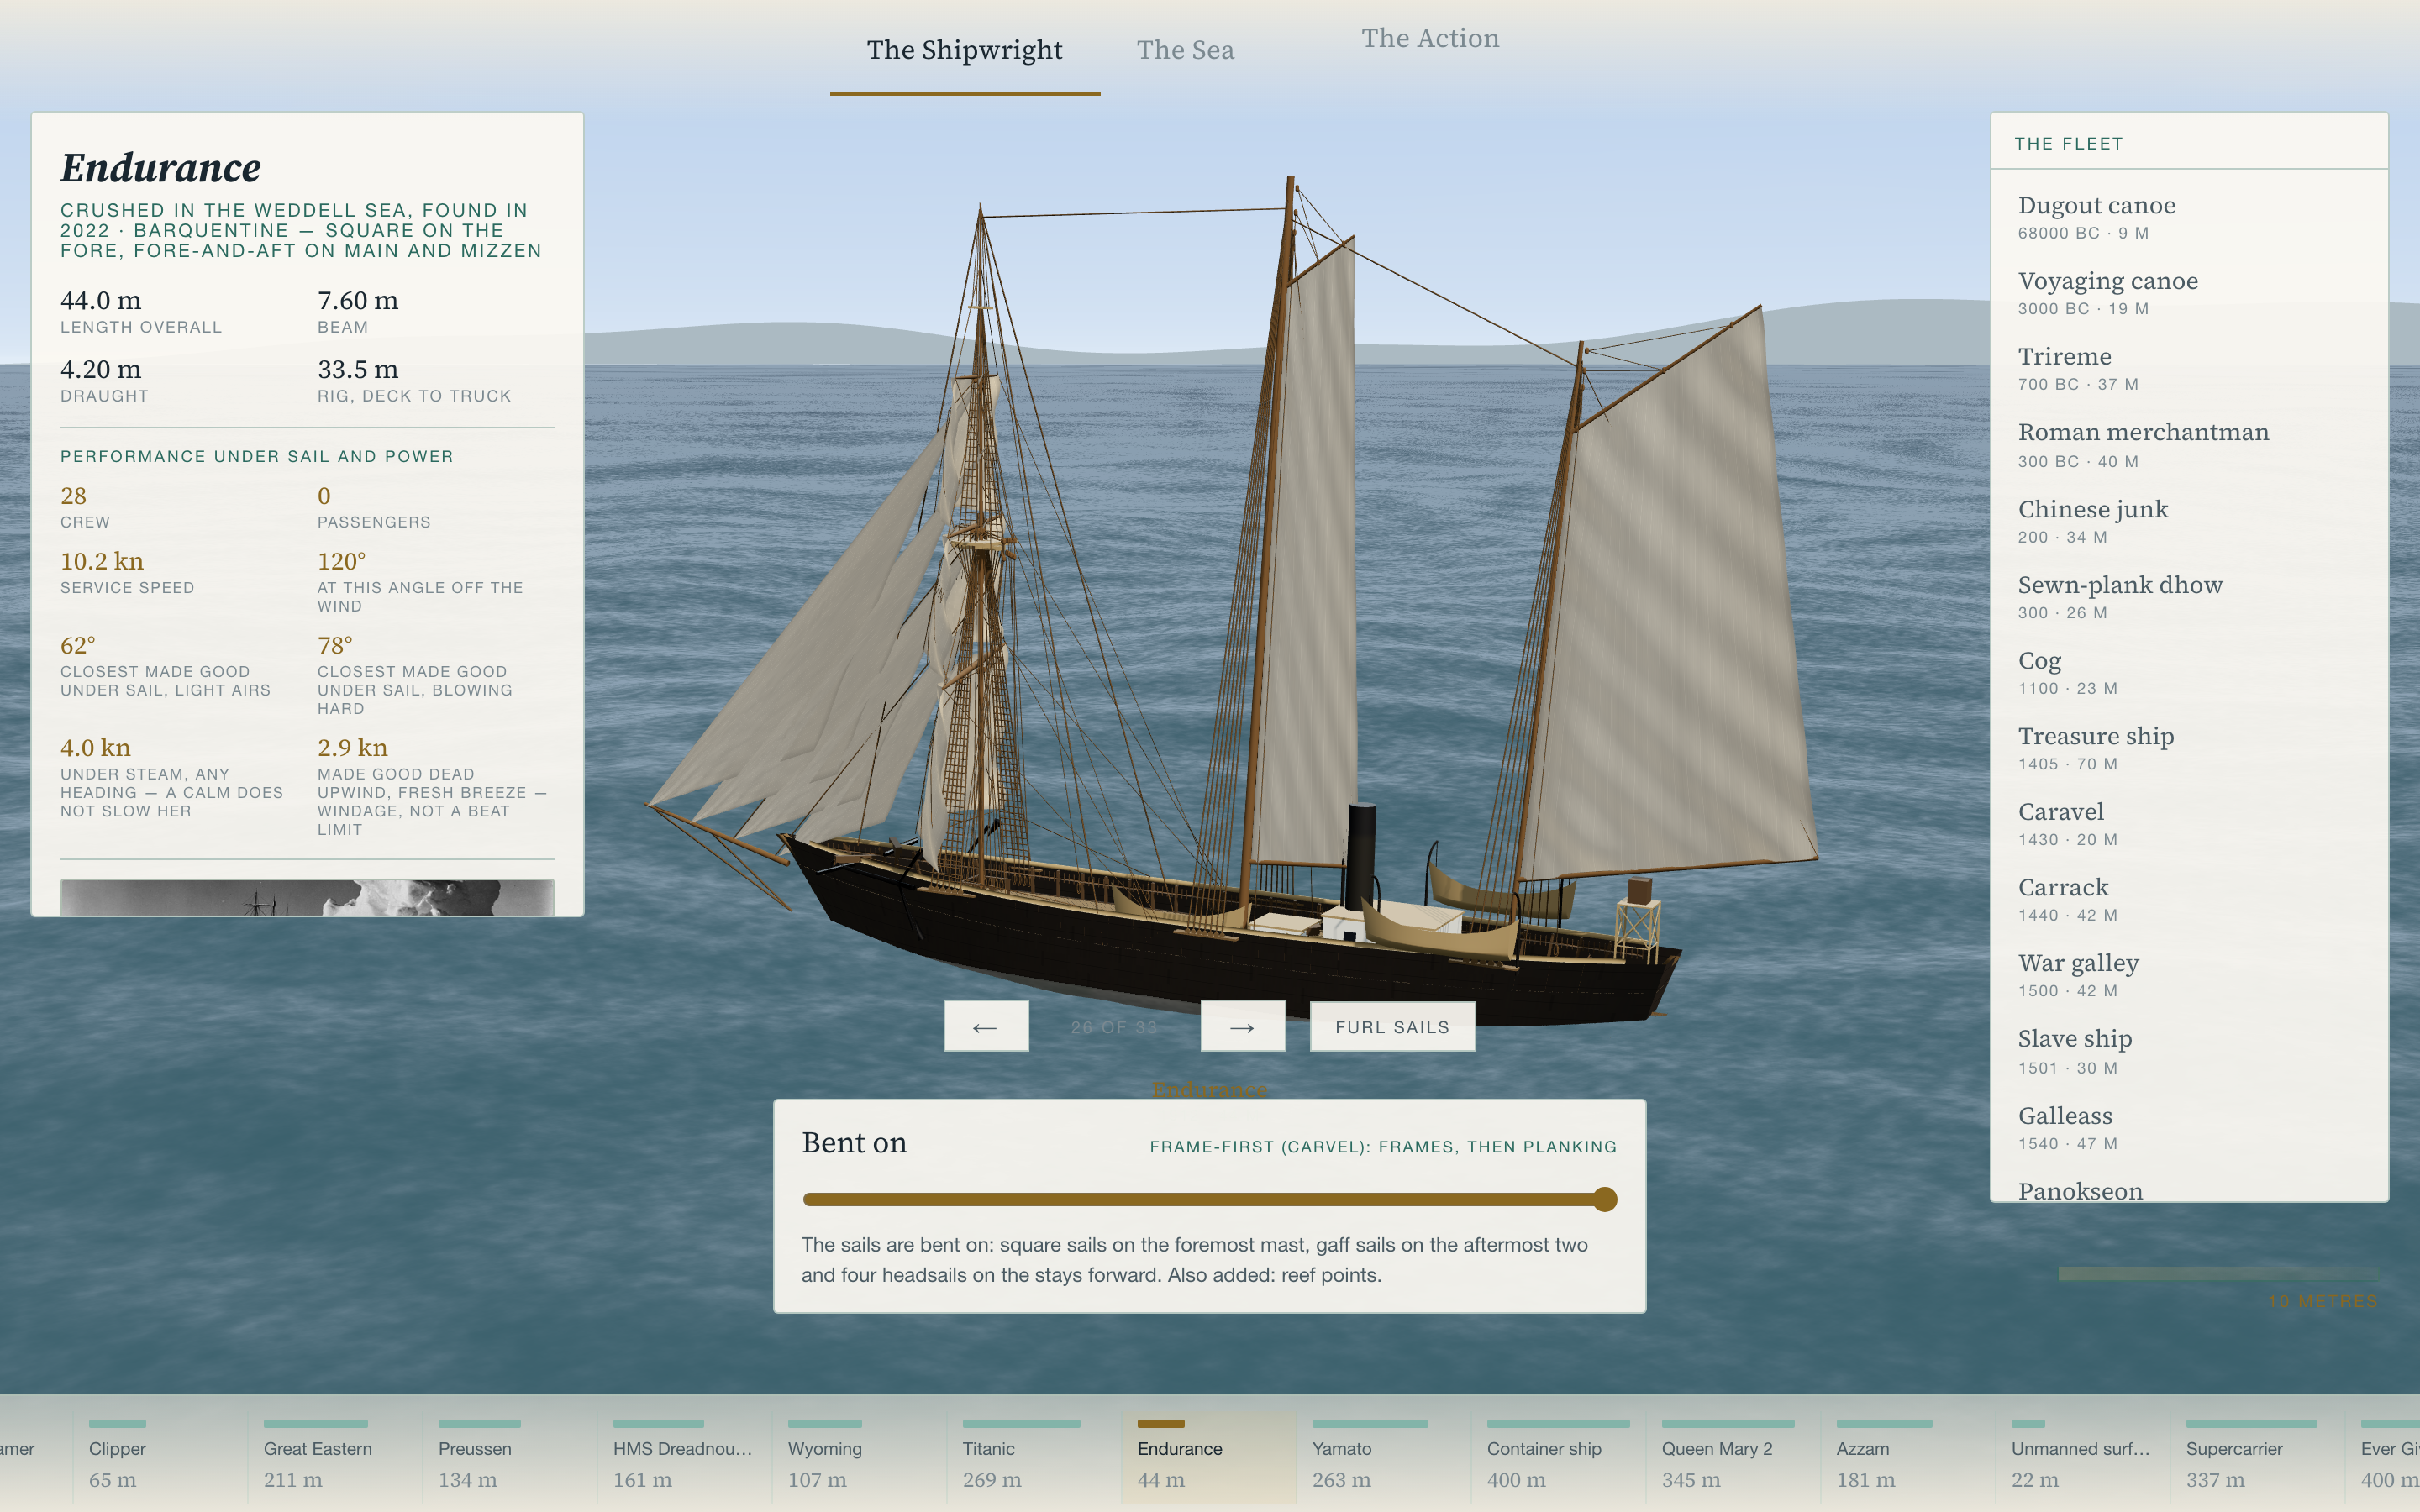 The Shipwright
The Sea
The Action
Endurance
CRUSHED IN THE WEDDELL SEA, FOUND IN
2022 · BARQUENTINE — SQUARE ON THE
FORE, FORE-AND-AFT ON MAIN AND MIZZEN
44.0 m
LENGTH OVERALL
7.60 m
BEAM
4.20 m
DRAUGHT
33.5 m
RIG, DECK TO TRUCK
PERFORMANCE UNDER SAIL AND POWER
28
CREW
0
PASSENGERS
10.2 kn
SERVICE SPEED
120°
AT THIS ANGLE OFF THE
WIND
62°
CLOSEST MADE GOOD
UNDER SAIL, LIGHT AIRS
78°
CLOSEST MADE GOOD
UNDER SAIL, BLOWING
HARD
4.0 kn
UNDER STEAM, ANY
HEADING — A CALM DOES
NOT SLOW HER
2.9 kn
MADE GOOD DEAD
UPWIND, FRESH BREEZE —
WINDAGE, NOT A BEAT
LIMIT
THE FLEET
Dugout canoe
68000 BC · 9 M
Voyaging canoe
3000 BC · 19 M
Trireme
700 BC · 37 M
Roman merchantman
300 BC · 40 M
Chinese junk
200 · 34 M
Sewn-plank dhow
300 · 26 M
Cog
1100 · 23 M
Treasure ship
1405 · 70 M
Caravel
1430 · 20 M
Carrack
1440 · 42 M
War galley
1500 · 42 M
Slave ship
1501 · 30 M
Galleass
1540 · 47 M
Panokseon
←
26 OF 33
→
FURL SAILS
Endurance
Bent on
FRAME-FIRST (CARVEL): FRAMES, THEN PLANKING
The sails are bent on: square sails on the foremost mast, gaff sails on the aftermost two
and four headsails on the stays forward. Also added: reef points.
10 METRES
amer
Clipper
65 m
Great Eastern
211 m
Preussen
134 m
HMS Dreadnou…
161 m
Wyoming
107 m
Titanic
269 m
Endurance
44 m
Yamato
263 m
Container ship
400 m
Queen Mary 2
345 m
Azzam
181 m
Unmanned surf…
22 m
Supercarrier
337 m
Ever Gi
400 m